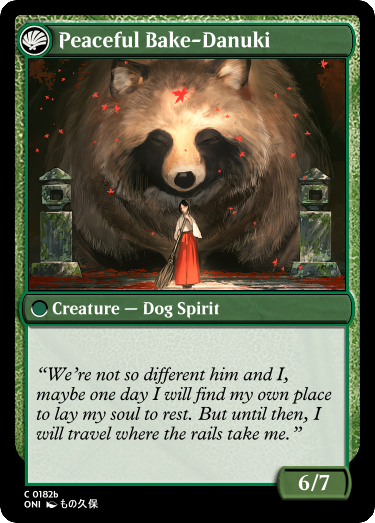 Peaceful Bake-Danuki
Creature — Dog Spirit
“We’re not so different him and I,
maybe one day I will find my own place
to lay my soul to rest. But until then, I
will travel where the rails take me.”
6/7
C 0182b
ONI もの久保